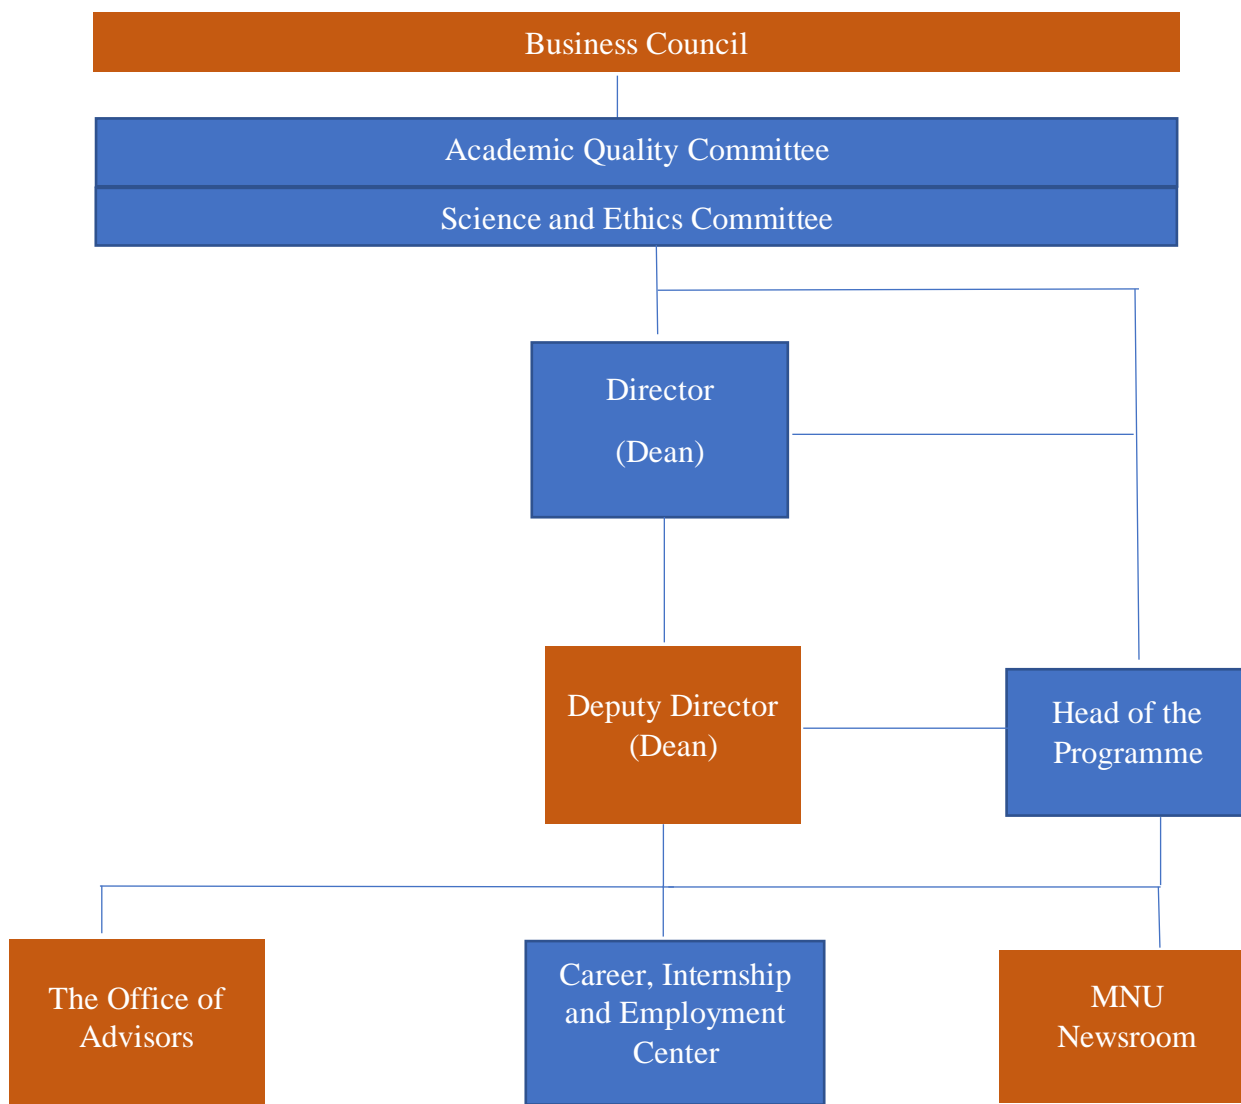 Business Council
Academic Quality Committee
Science and Ethics Committee
Director
(Dean)
Deputy Director
(Dean)
Head of the
Programme
The Office of
Advisors
Career, Internship
and Employment
Center
MNU
Newsroom